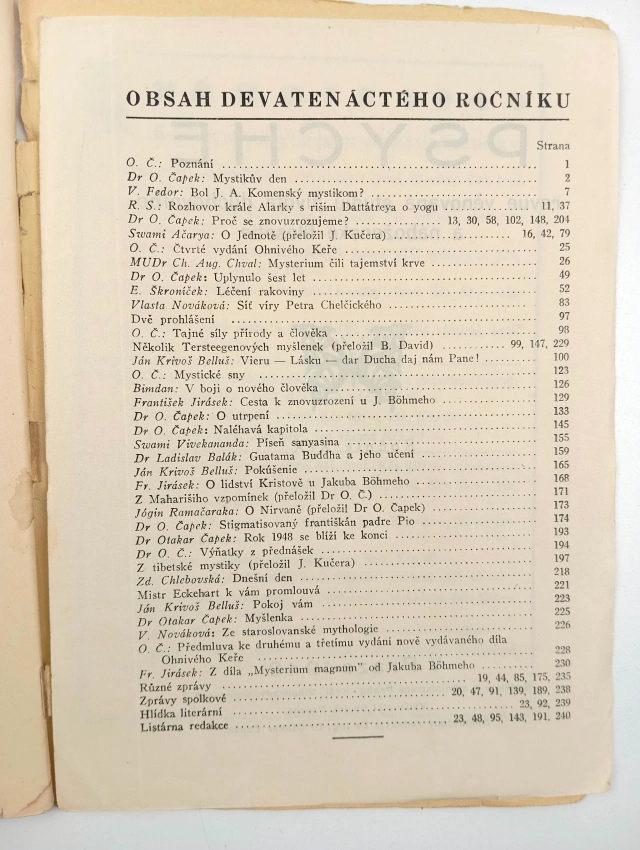 OBSAH DEVATENÁCTÉHO ROČNÍKU
Strana
O. Č.: Poznání 1
Dr O. Čapek: Mystikův den 2
V. Fedor: Bol J. A. Komenský mystikom? 7
R. S.: Rozhovor krále Alarky s rišim Dattátreya o yogu 11, 37
Dr O. Čapek: Proč se znovuzrozujeme? 13, 30, 58, 102, 148, 204
Swami Ačarya: O Jednotě (přeložil J. Kučera) 16, 42, 79
O. Č.: Čtvrté vydání Ohnivého Keře 25
MUDr Ch. Aug. Chval: Mysterium čili tajemství krve 26
Dr O. Čapek: Uplynulo šest let 49
E. Škroníček: Léčení rakoviny 52
Vlasta Nováková: Síť víry Petra Chelčického 83
Dvě prohlášení 97
O. Č.: Tajné síly přírody a člověka 98
Několik Tersteegenových myšlenek (přeložil B. David) 99, 147, 229
Ján Krivoš Belluš: Vieru — Lásku — dar Ducha daj nám Pane! 100
O. Č.: Mystické sny 123
Bimdan: V boji o nového člověka 126
František Jirásek: Cesta k znovuzrození u J. Böhmeho 129
Dr O. Čapek: O utrpení 133
Dr O. Čapek: Naléhavá kapitola 145
Swami Vivekananda: Píseň sanyasina 155
Dr Ladislav Balák: Guatama Buddha a jeho učení 159
Ján Krivoš Belluš: Pokúšenie 165
Fr. Jirásek: O lidství Kristově u Jakuba Böhmeho 168
Z Maharišiho vzpomínek (přeložil Dr O. Č.) 171
Jógin Ramačaraka: O Nirvaně (přeložil Dr O. Čapek) 173
Dr O. Čapek: Stigmatisovaný františkán padre Pio 174
Dr Otakar Čapek: Rok 1948 se blíží ke konci 193
Dr O. Č.: Výňatky z přednášek 194
Z tibetské mystiky (přeložil J. Kučera) 197
Zd. Chlebovská: Dnešní den 218
Mistr Eckehart k vám promlouvá 221
Ján Krivoš Belluš: Pokoj vám 223
Dr Otakar Čapek: Myšlenka 225
V. Nováková: Ze staroslovanské mythologie 226
O. Č.: Předmluva ke druhému a třetímu vydání nově vydávaného díla
Ohnivého Keře 228
Fr. Jirásek: Z díla „Mysterium magnum" od Jakuba Böhmeho 230
Různé zprávy 19, 44, 85, 175, 235
Zprávy spolkové 20, 47, 91, 139, 189, 238
Hlídka literární 23, 92, 239
Listárna redakce 23, 48, 95, 143, 191, 240